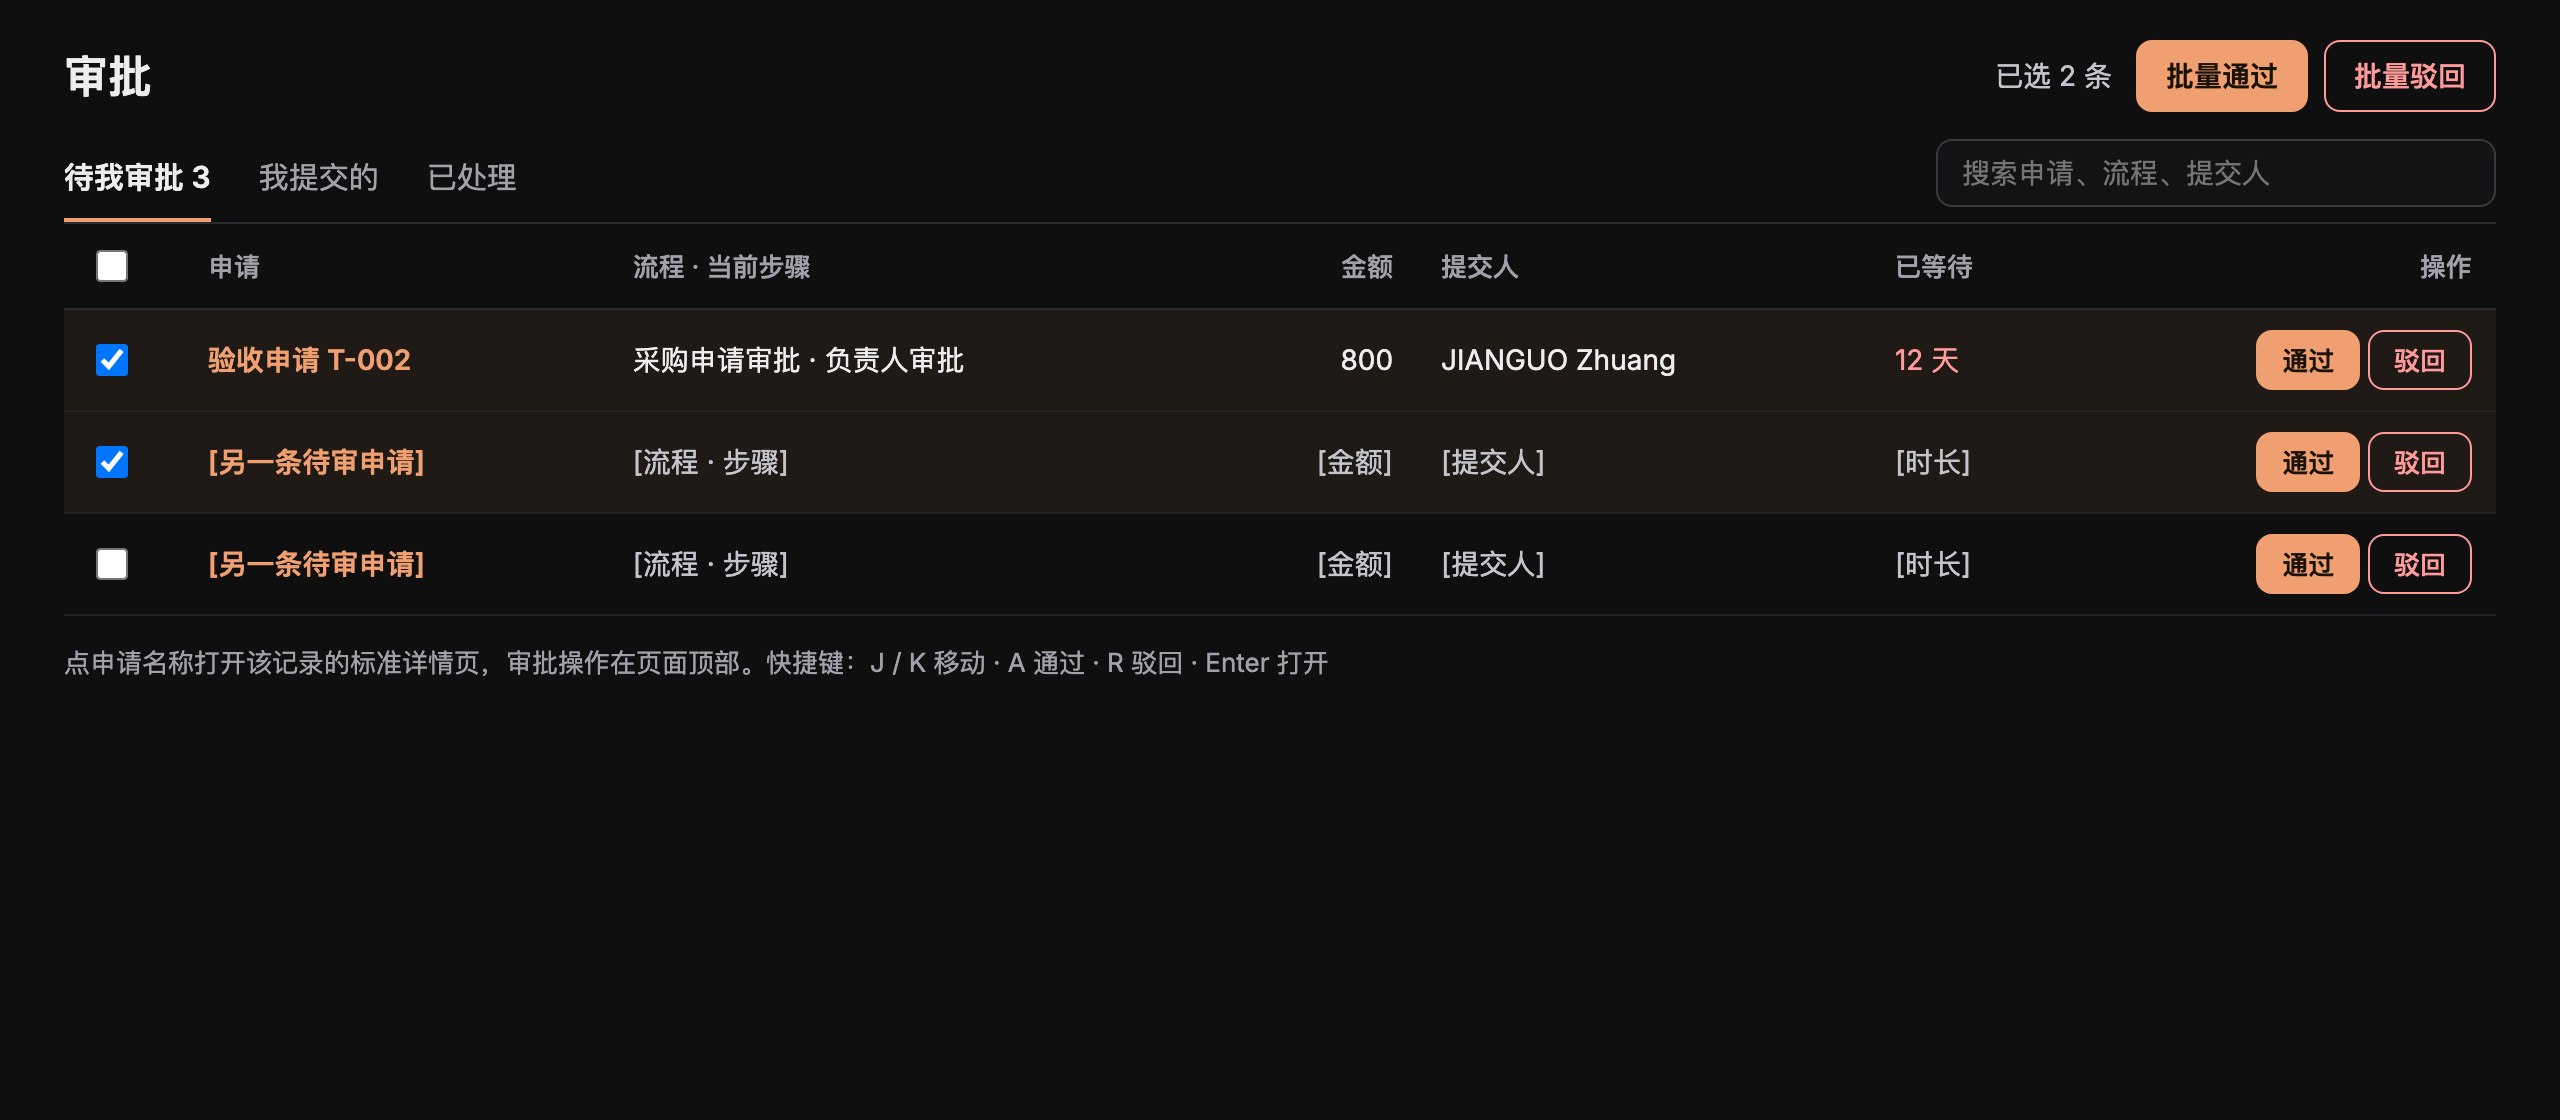 审批
已选 2 条 批量通过 批量驳回
待我审批 3 我提交的 已处理 搜索申请、流程、提交人
申请 流程 · 当前步骤 金额 提交人 已等待 操作
验收申请 T-002 采购申请审批 · 负责人审批 800 JIANGUO Zhuang 12 天 通过 驳回
[另一条待审申请] [流程 · 步骤] [金额] [提交人] [时长] 通过 驳回
[另一条待审申请] [流程 · 步骤] [金额] [提交人] [时长] 通过 驳回
点申请名称打开该记录的标准详情页，审批操作在页面顶部。快捷键：J / K 移动 · A 通过 · R 驳回 · Enter 打开